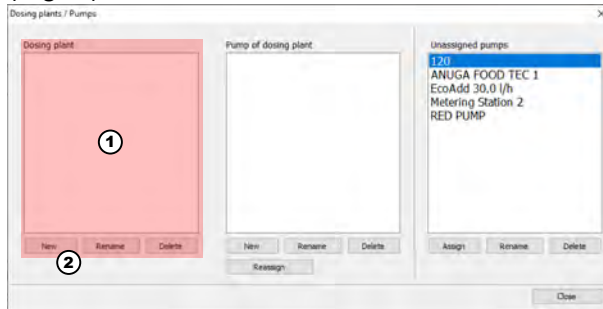 Dosing plants / Pumps
Dosing plant
Pump of dosing plant
Unassigned pumps
120
ANUGA FOOD TEC 1
EcoAdd 30.0 l/h
Metering Station 2
RED PUMP
1
New Rename Delete
New Rename Delete
Assign Rename Delete
2
Reassign
Close